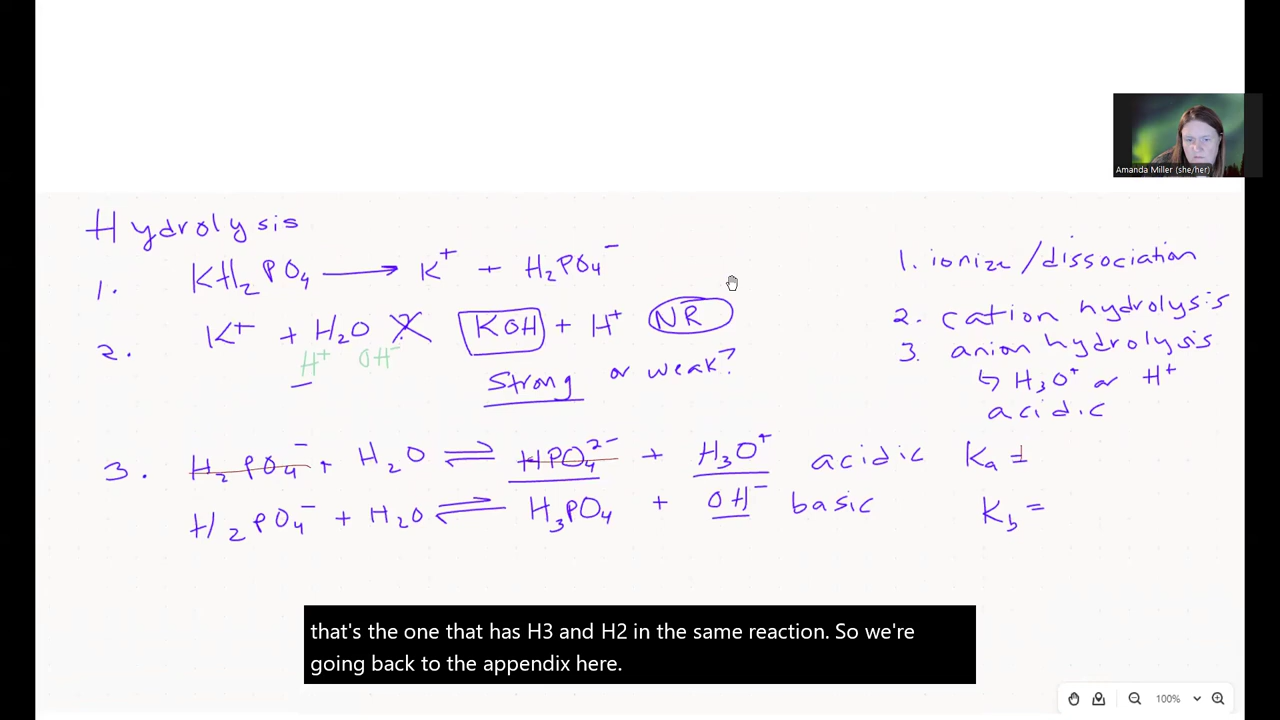 Amanda Miller (she/her)
Hydrolysis
1. KH₂PO₄ ⟶ K⁺ + H₂PO₄⁻
2. K⁺ + H₂O KOH + H⁺ NR
H⁺ OH⁻
Strong or weak?
3. H₂PO₄⁻ + H₂O ⇌ HPO₄²⁻ + H₃O⁺ acidic Ka =
H₂PO₄⁻ + H₂O ⇌ H₃PO₄ + OH⁻ basic Kb =
1. ionize/dissociation
2. cation hydrolysis
3. anion hydrolysis
↳ H₃O⁺ or H⁺
acidic
that's the one that has H3 and H2 in the same reaction. So we're
going back to the appendix here.
100%